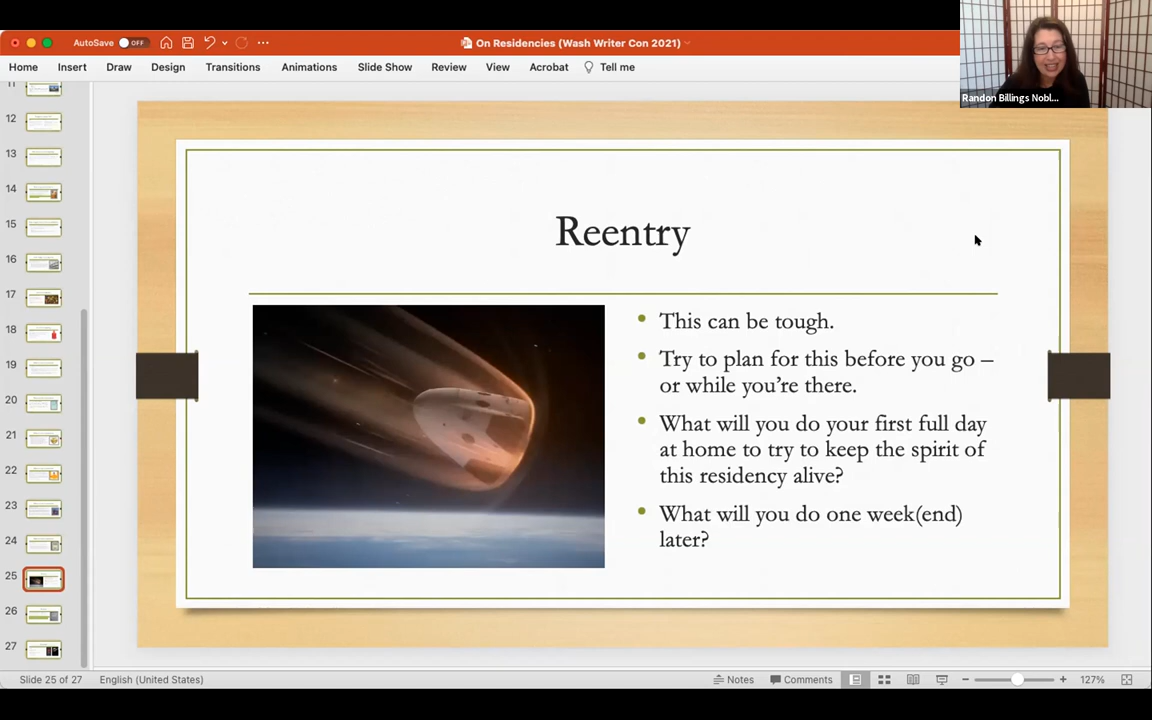 AutoSave OFF
On Residencies (Wash Writer Con 2021)
Home Insert Draw Design Transitions Animations Slide Show Review View Acrobat Tell me
Randon Billings Nobl...
11
12
13
14
15
16
17
18
19
20
21
22
23
24
25
26
27
Reentry
• This can be tough.
• Try to plan for this before you go –
or while you’re there.
• What will you do your first full day
at home to try to keep the spirit of
this residency alive?
• What will you do one week(end)
later?
Slide 25 of 27 English (United States) Notes Comments 127%